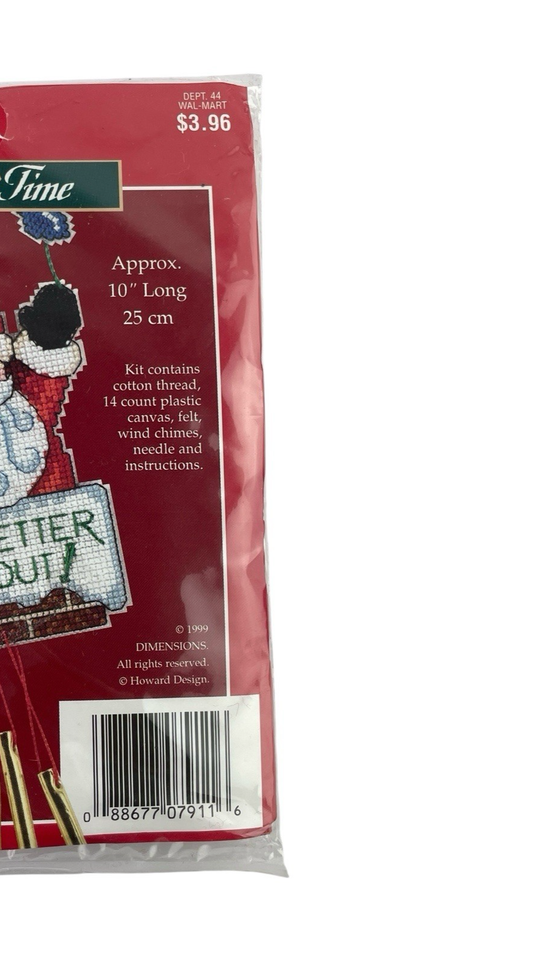 DEPT. 44
WAL-MART
$3.96
Time
Approx.
10" Long
25 cm
Kit contains
cotton thread,
14 count plastic
canvas, felt,
wind chimes,
needle and
instructions.
ETTER
OUT!
© 1999
DIMENSIONS.
All rights reserved.
© Howard Design.
0 88677 07911 6